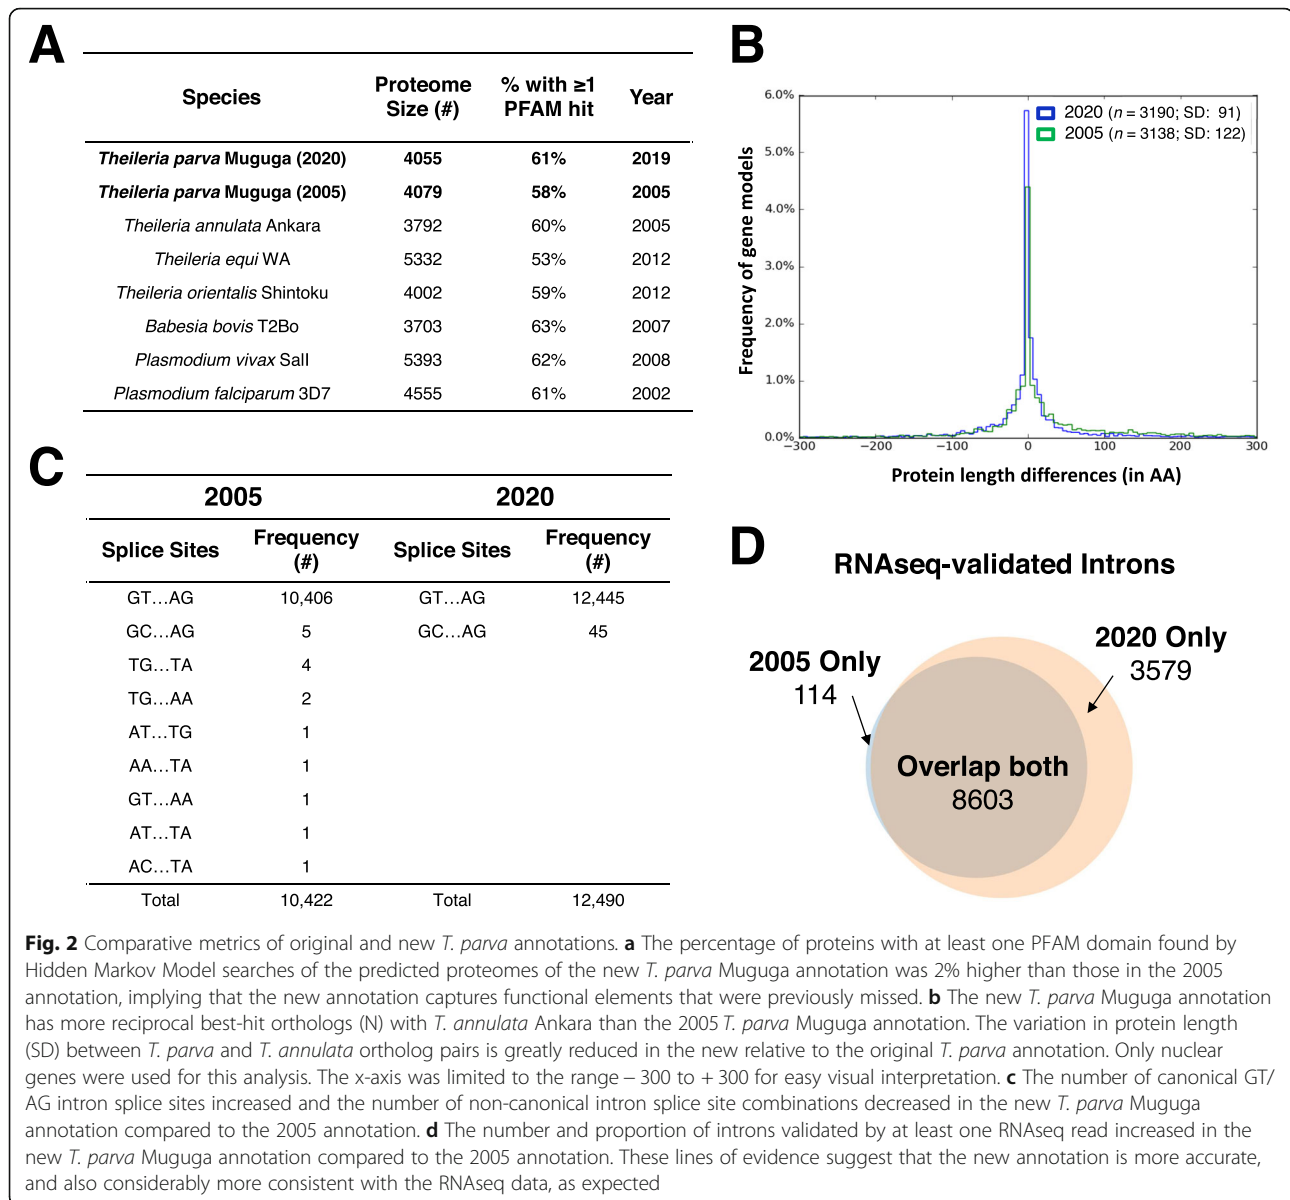 A
Species Proteome Size (#) % with ≥1 PFAM hit Year
Theileria parva Muguga (2020) 4055 61% 2019
Theileria parva Muguga (2005) 4079 58% 2005
Theileria annulata Ankara 3792 60% 2005
Theileria equi WA 5332 53% 2012
Theileria orientalis Shintoku 4002 59% 2012
Babesia bovis T2Bo 3703 63% 2007
Plasmodium vivax SalI 5393 62% 2008
Plasmodium falciparum 3D7 4555 61% 2002
B
6.0%
5.0%
4.0%
3.0%
2.0%
1.0%
0.0%
Frequency of gene models
2020 (n = 3190; SD: 91)
2005 (n = 3138; SD: 122)
−300 −200 −100 0 100 200 300
Protein length differences (in AA)
C
2005 2020
Splice Sites Frequency (#) Splice Sites Frequency (#)
GT…AG 10,406 GT…AG 12,445
GC…AG 5 GC…AG 45
TG…TA 4
TG…AA 2
AT…TG 1
AA…TA 1
GT…AA 1
AT…TA 1
AC…TA 1
Total 10,422 Total 12,490
D
RNAseq-validated Introns
2005 Only
114
2020 Only
3579
Overlap both
8603
Fig. 2 Comparative metrics of original and new T. parva annotations. a The percentage of proteins with at least one PFAM domain found by
Hidden Markov Model searches of the predicted proteomes of the new T. parva Muguga annotation was 2% higher than those in the 2005
annotation, implying that the new annotation captures functional elements that were previously missed. b The new T. parva Muguga annotation
has more reciprocal best-hit orthologs (N) with T. annulata Ankara than the 2005 T. parva Muguga annotation. The variation in protein length
(SD) between T. parva and T. annulata ortholog pairs is greatly reduced in the new relative to the original T. parva annotation. Only nuclear
genes were used for this analysis. The x-axis was limited to the range − 300 to + 300 for easy visual interpretation. c The number of canonical GT/
AG intron splice sites increased and the number of non-canonical intron splice site combinations decreased in the new T. parva Muguga
annotation compared to the 2005 annotation. d The number and proportion of introns validated by at least one RNAseq read increased in the
new T. parva Muguga annotation compared to the 2005 annotation. These lines of evidence suggest that the new annotation is more accurate,
and also considerably more consistent with the RNAseq data, as expected